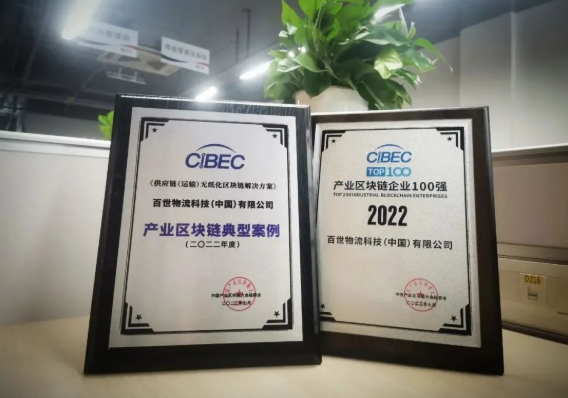 CIBEC
《供应链(运输)无纸化区块链解决方案》
百世物流科技(中国)有限公司
产业区块链典型案例
(二〇二二年度)
CIBEC
TOP100
产业区块链企业100强
TOP 100 INDUSTRIAL BLOCKCHAIN ENTERPRISES
2022
百世物流科技(中国)有限公司